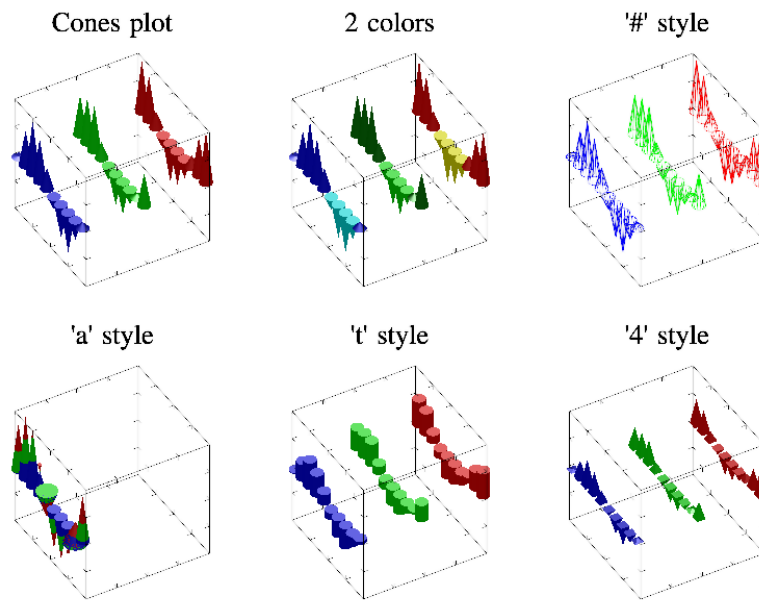 Cones plot
2 colors
'#' style
'a' style
't' style
'4' style